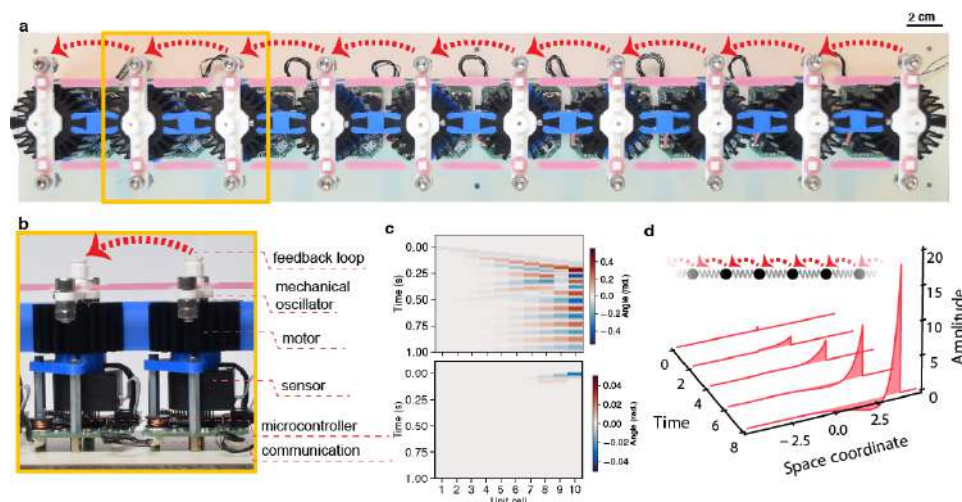 a
2 cm
b
feedback loop
mechanical
oscillator
motor
sensor
microcontroller
communication
c
0.00
0.25
0.50
0.75
1.00
Time (s)
0.4
0.2
0.0
−0.2
−0.4
Angle (rad.)
0.00
0.25
0.50
0.75
1.00
Time (s)
0.04
0.02
0.00
−0.02
−0.04
Angle (rad.)
1 2 3 4 5 6 7 8 9 10
Unit cell
d
20
15
10
5
0
Amplitude
0
2
4
6
8
Time
−2.5
0.0
2.5
Space coordinate